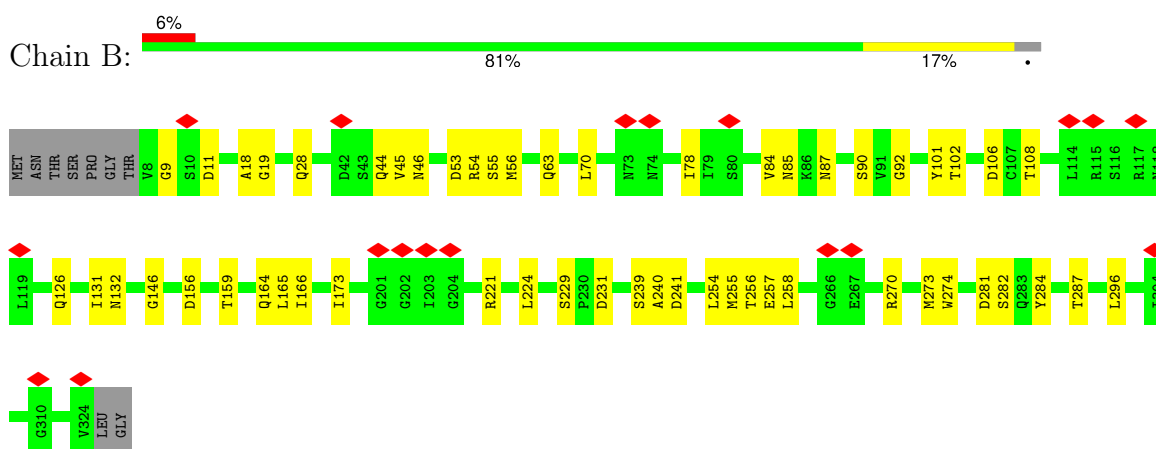 6%
Chain B:
81% 17% •
MET ASN THR SER PRO GLY THR V8 G9 S10 D11 A18 G19 Q28 D42 S43 Q44 V45 N46 D53 R54 S55 M56 Q63 L70 N73 N74 I78 I79 S80 V84 N85 K86 N87 S90 V91 G92 Y101 T102 D106 C107 T108 L114 R115 S116 R117
L119 Q126 I131 N132 G146 D156 T159 Q164 L165 I166 I173 G201 G202 I203 G204 R221 L224 S229 P230 D231 S239 A240 D241 L254 M255 T256 E257 L258 G266 E267 R270 M273 W274 D281 S282 Q283 Y284 T287 L296
G310 V324 LEU GLY